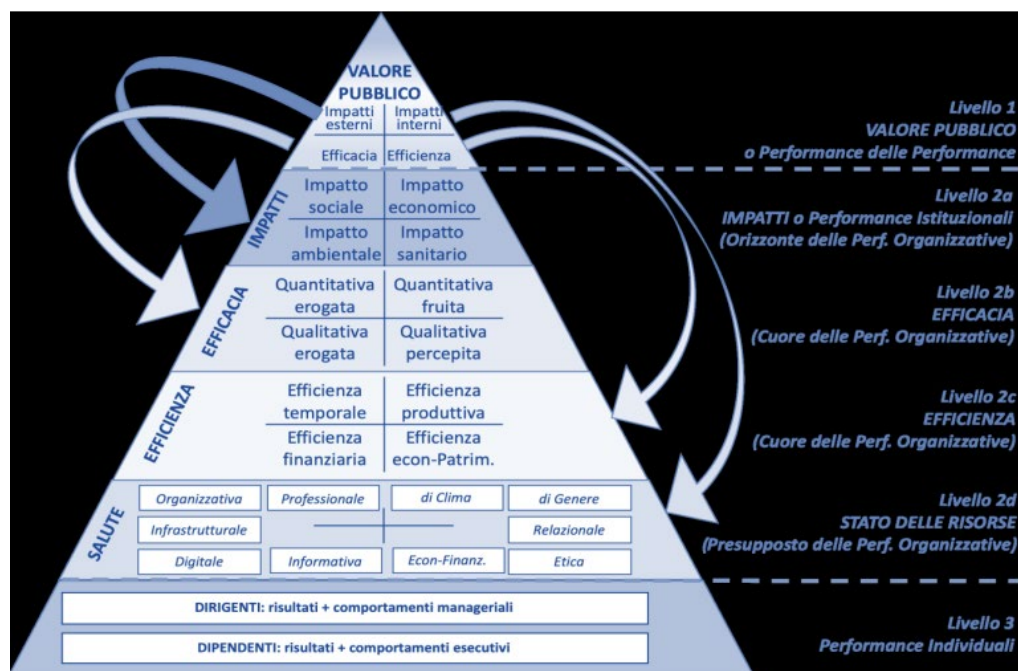 VALORE
PUBBLICO
Impatti
esterni
Impatti
interni
Efficacia
Efficienza
Livello 1
VALORE PUBBLICO
o Performance delle Performance
IMPATTI
Impatto
sociale
Impatto
economico
Impatto
ambientale
Impatto
sanitario
Livello 2a
IMPATTI o Performance Istituzionali
(Orizzonte delle Perf. Organizzative)
EFFICACIA
Quantitativa
erogata
Quantitativa
fruita
Qualitativa
erogata
Qualitativa
percepita
Livello 2b
EFFICACIA
(Cuore delle Perf. Organizzative)
EFFICIENZA
Efficienza
temporale
Efficienza
produttiva
Efficienza
finanziaria
Efficienza
econ-Patrim.
Livello 2c
EFFICIENZA
(Cuore delle Perf. Organizzative)
SALUTE
Organizzativa
Professionale
di Clima
di Genere
Infrastrutturale
Relazionale
Digitale
Informativa
Econ-Finanz.
Etica
Livello 2d
STATO DELLE RISORSE
(Presupposto delle Perf. Organizzative)
DIRIGENTI: risultati + comportamenti manageriali
DIPENDENTI: risultati + comportamenti esecutivi
Livello 3
Performance Individuali